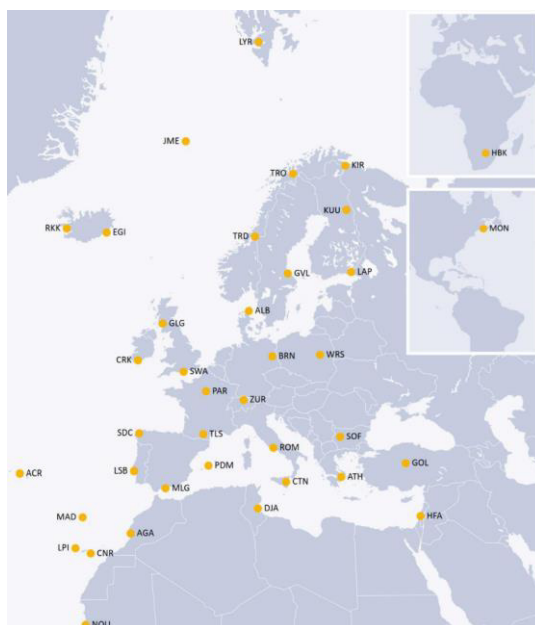 LYR
HBK
JME
KIR
TRO
KUU
RKK
EGI
MON
TRD
GVL
LAP
ALB
GLG
CRK
BRN
WRS
SWA
PAR
ZUR
SDC
TLS
SOF
ROM
LSB
PDM
GOL
ACR
CTN
ATH
MLG
DJA
MAD
HFA
AGA
LPI
CNR
NOU